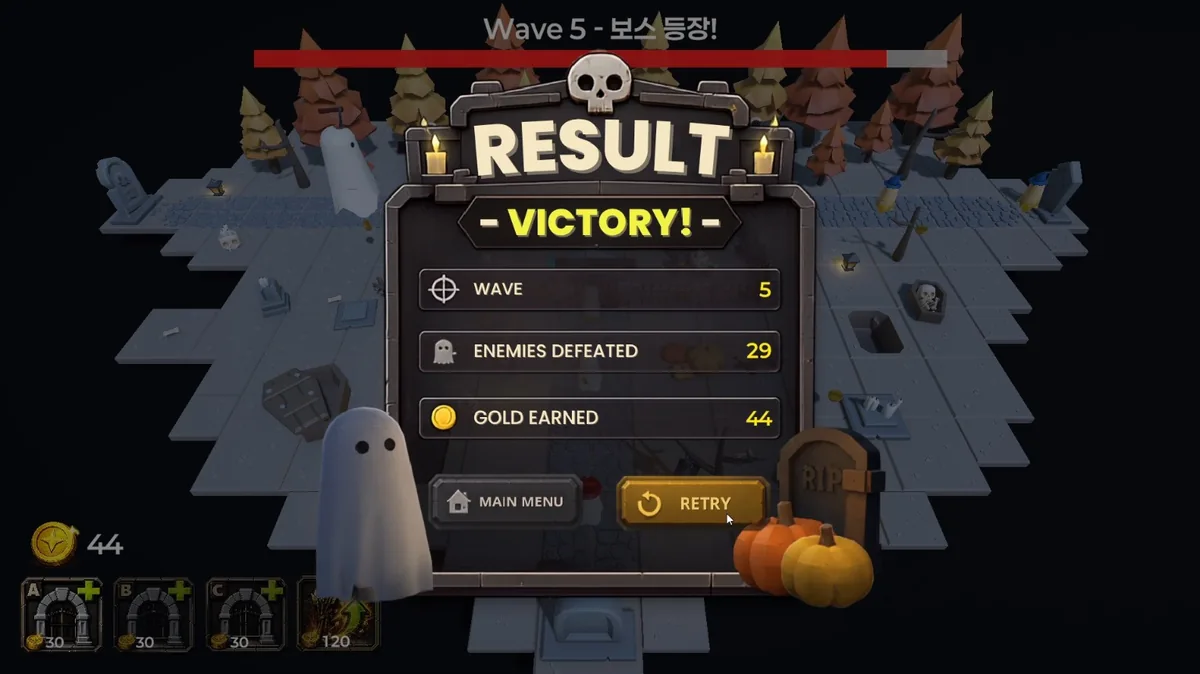 Wave 5 - 보스 등장!
RESULT
- VICTORY! -
WAVE 5
ENEMIES DEFEATED 29
GOLD EARNED 44
MAIN MENU
RETRY
RIP
44
A B C
30 30 30 120